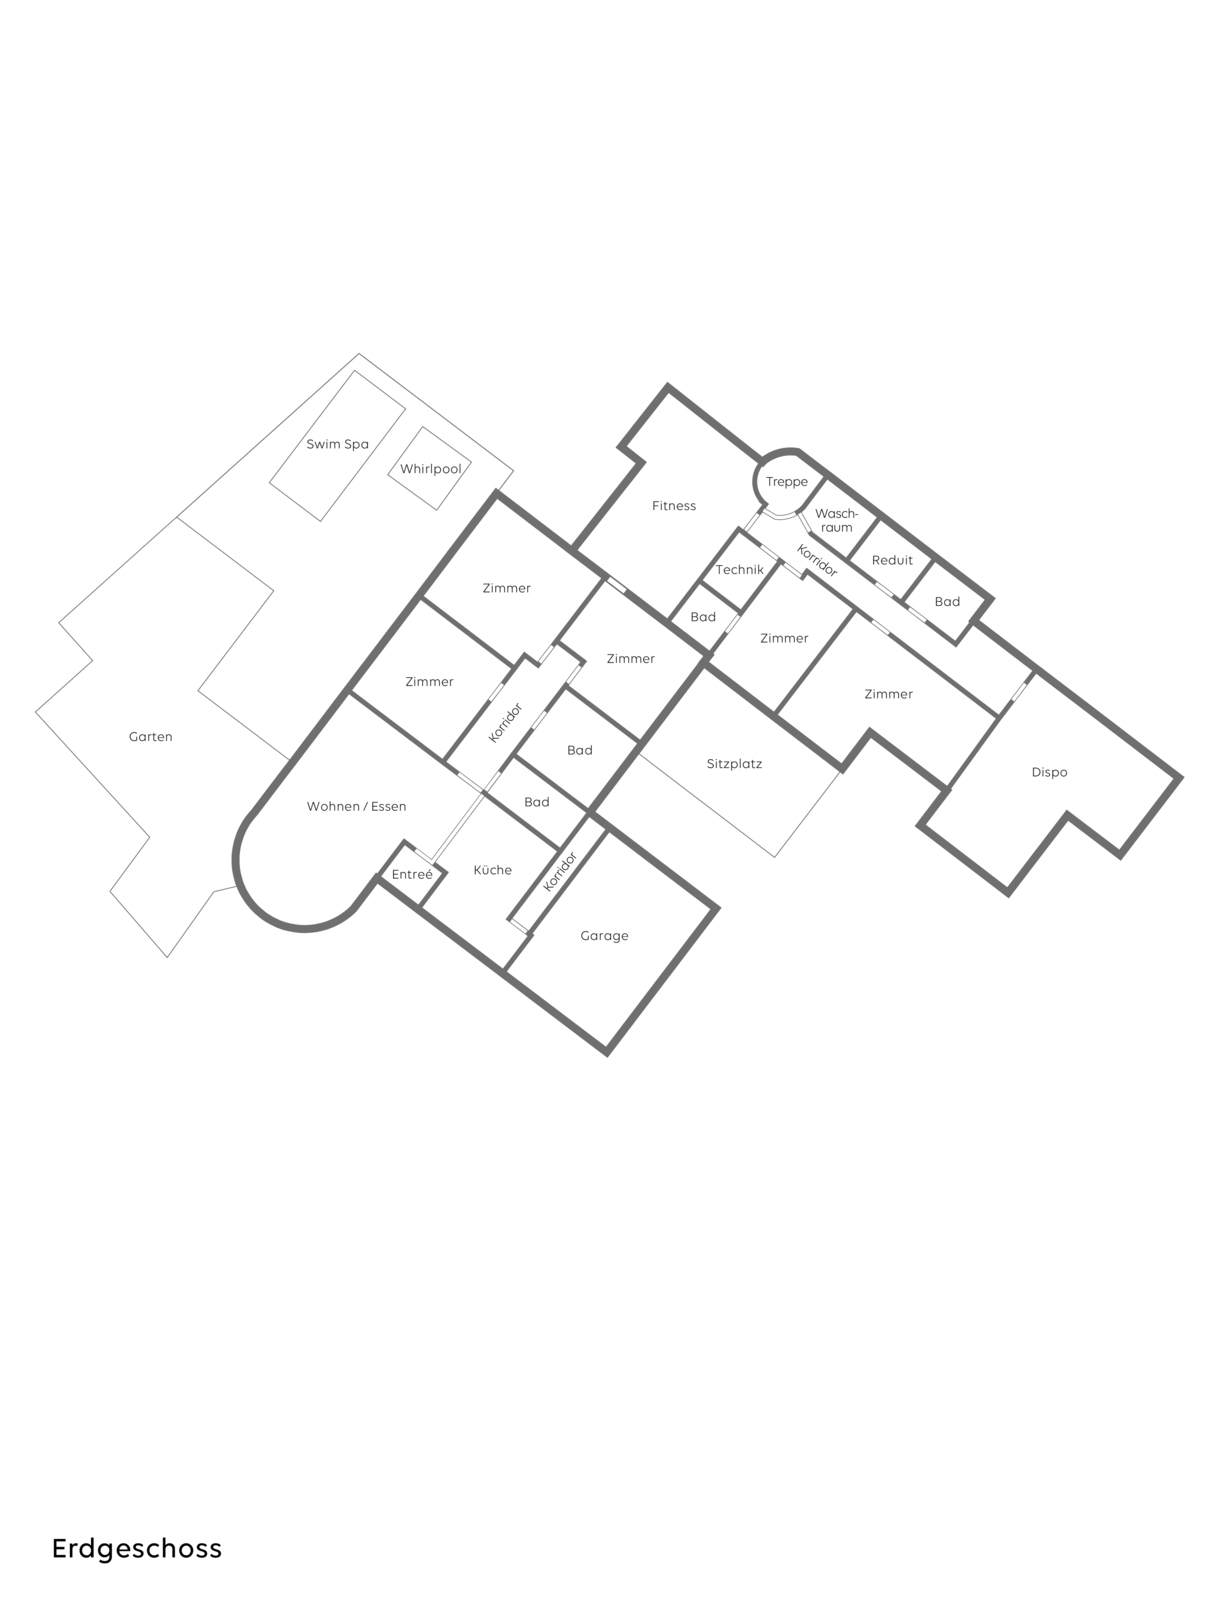 Swim Spa
Whirlpool
Treppe
Fitness
Wasch-
raum
Korridor
Reduit
Technik
Zimmer
Bad
Bad
Zimmer
Zimmer
Zimmer
Zimmer
Korridor
Garten
Bad
Sitzplatz
Dispo
Wohnen / Essen
Bad
Küche
Entreé
Korridor
Garage
Erdgeschoss